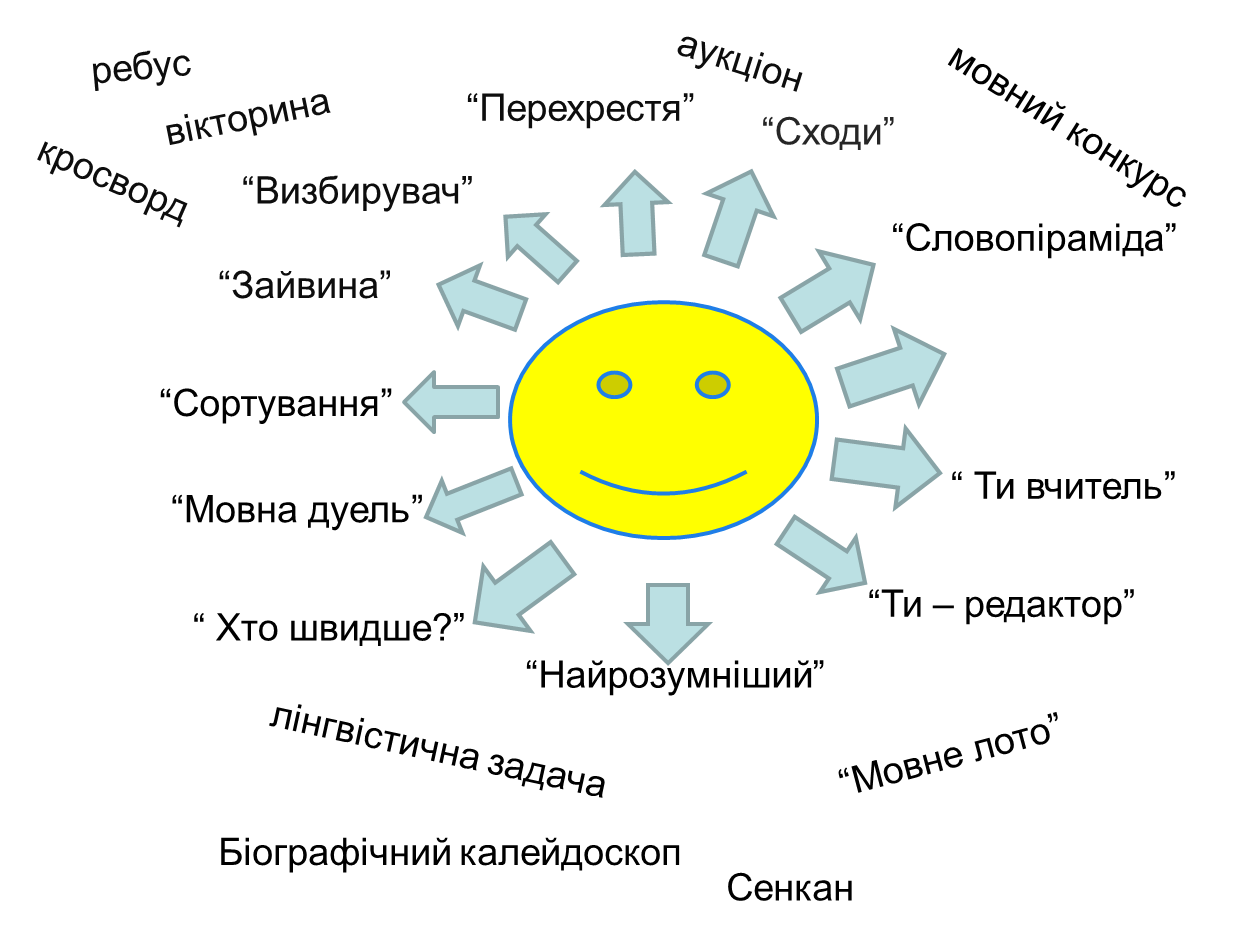 ребус
аукціон
мовний конкурс
вікторина
“Перехрестя”
“Сходи”
кросворд
“Визбирувач”
“Словопіраміда”
“Зайвина”
“Сортування”
“ Ти вчитель”
“Мовна дуель”
“Ти – редактор”
“ Хто швидше?”
“Найрозумніший”
лінгвістична задача
“Мовне лото”
Біографічний калейдоскоп
Сенкан